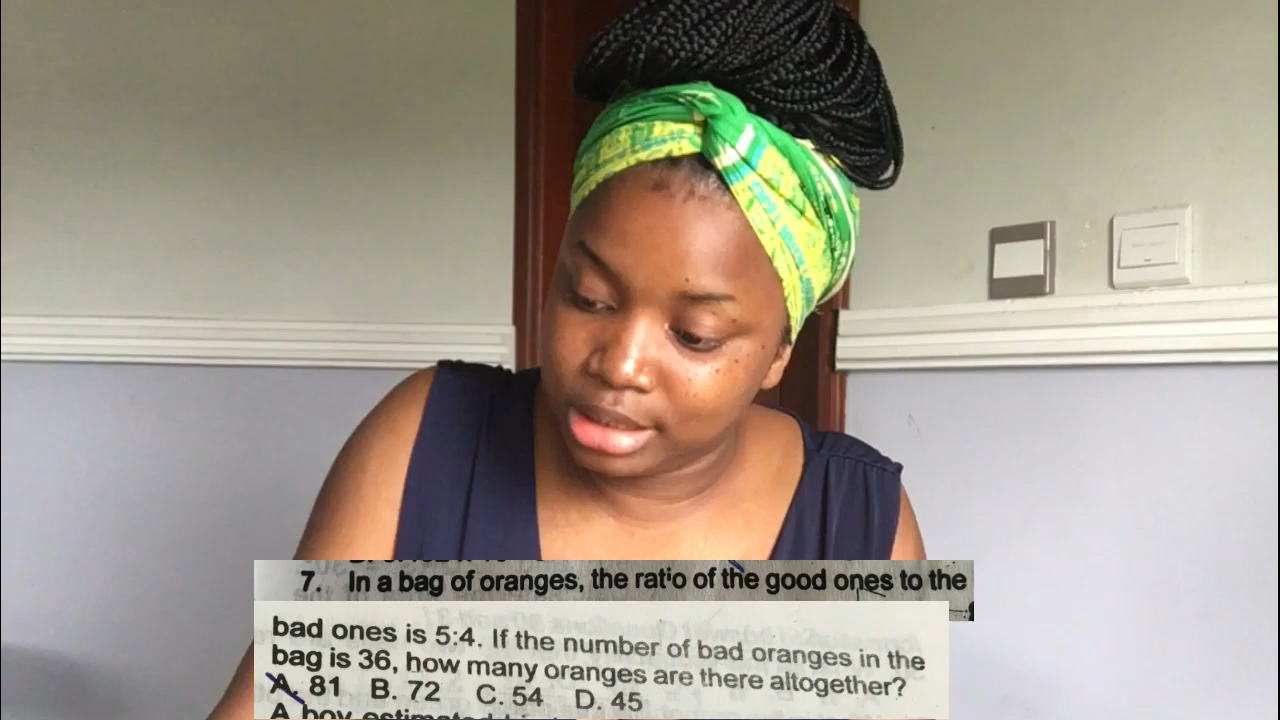 7. In a bag of oranges, the ratio of the good ones to the
bad ones is 5:4. If the number of bad oranges in the
bag is 36, how many oranges are there altogether?
A. 81 B. 72 C. 54 D. 45
A boy estimated